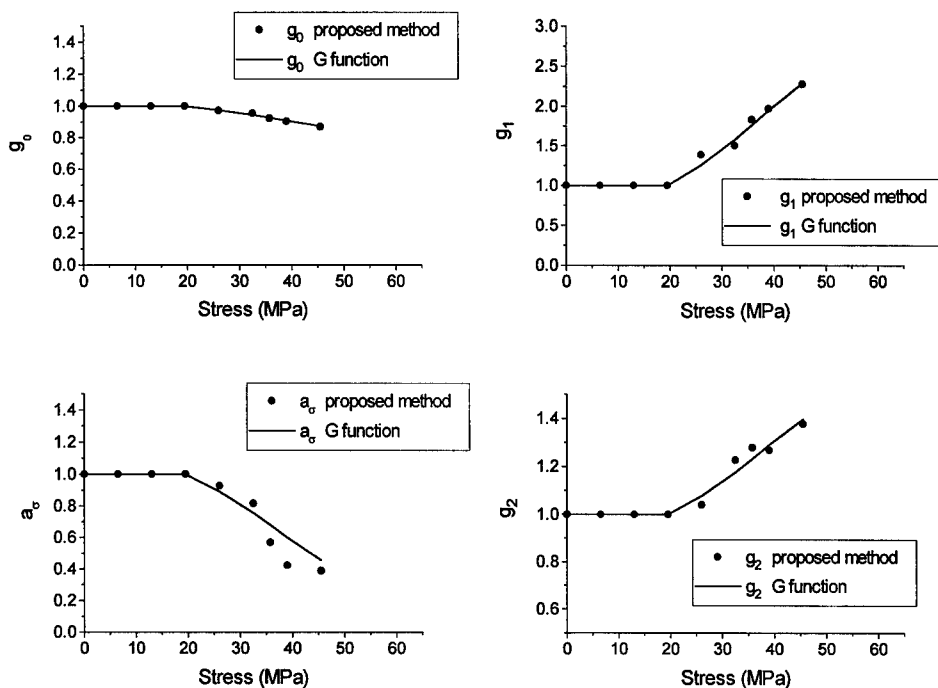 g₀ proposed method
g₀ G function
1.4
1.2
1.0
0.8
0.6
0.4
0.2
0.0
g₀
0 10 20 30 40 50 60
Stress (MPa)
3.0
2.5
2.0
1.5
1.0
0.5
0.0
g₁
g₁ proposed method
g₁ G function
0 10 20 30 40 50 60
Stress (MPa)
a_σ proposed method
a_σ G function
1.4
1.2
1.0
0.8
0.6
0.4
0.2
0.0
a_σ
0 10 20 30 40 50 60
Stress (MPa)
1.4
1.2
1.0
0.8
0.6
g₂
g₂ proposed method
g₂ G function
0 10 20 30 40 50 60
Stress (MPa)